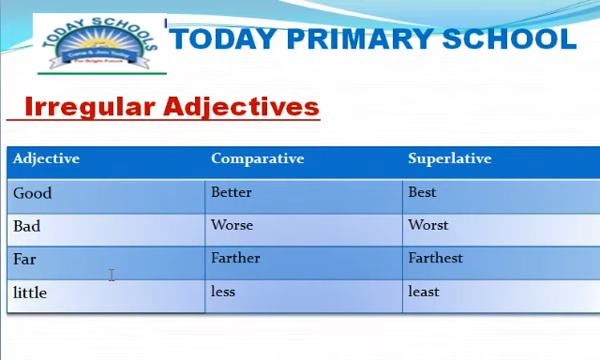 TODAY SCHOOLS
TODAY PRIMARY SCHOOL
Irregular Adjectives
Adjective Comparative Superlative
Good Better Best
Bad Worse Worst
Far Farther Farthest
little less least